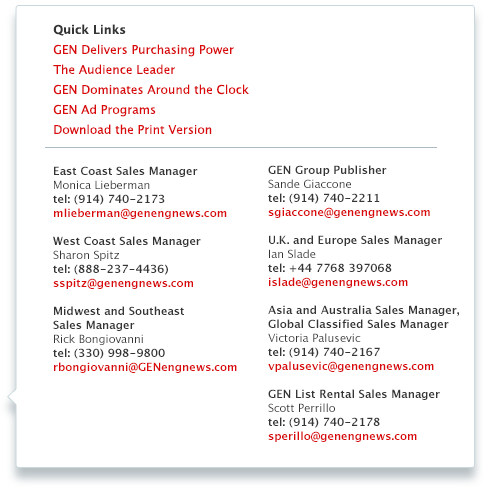 Quick Links
GEN Delivers Purchasing Power
The Audience Leader
GEN Dominates Around the Clock
GEN Ad Programs
Download the Print Version
East Coast Sales Manager
Monica Lieberman
tel: (914) 740-2173
mlieberman@genengnews.com
West Coast Sales Manager
Sharon Spitz
tel: (888-237-4436)
sspitz@genengnews.com
Midwest and Southeast
Sales Manager
Rick Bongiovanni
tel: (330) 998-9800
rbongiovanni@GENengnews.com
GEN Group Publisher
Sande Giaccone
tel: (914) 740-2211
sgiaccone@genengnews.com
U.K. and Europe Sales Manager
Ian Slade
tel: +44 7768 397068
islade@genengnews.com
Asia and Australia Sales Manager,
Global Classified Sales Manager
Victoria Palusevic
tel: (914) 740-2167
vpalusevic@genengnews.com
GEN List Rental Sales Manager
Scott Perrillo
tel: (914) 740-2178
sperillo@genengnews.com